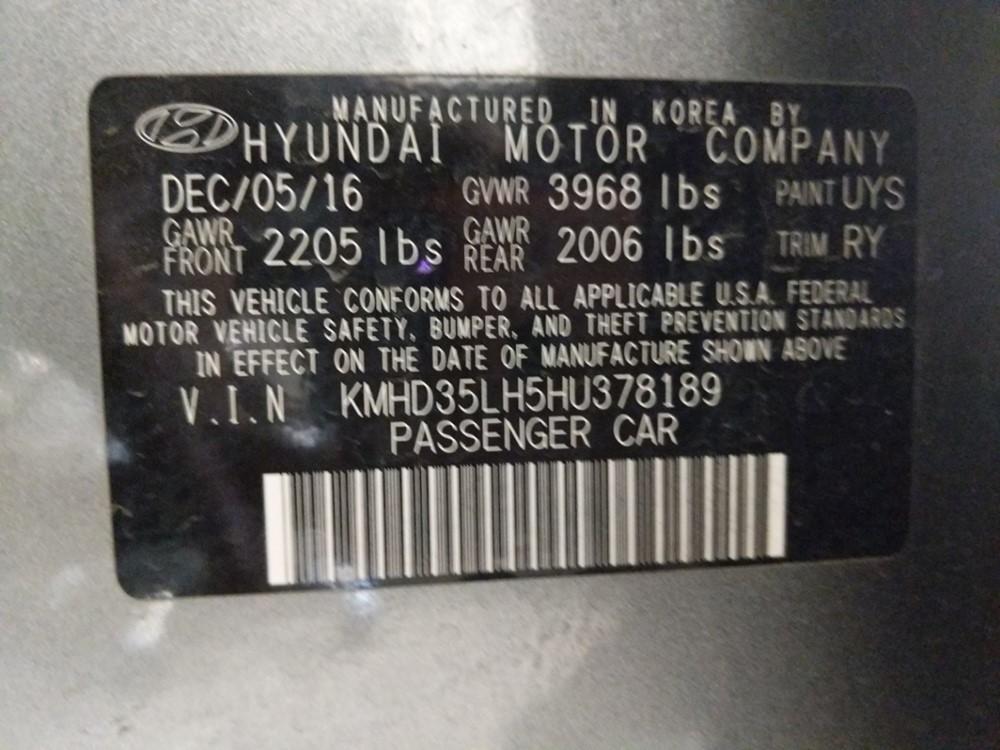 MANUFACTURED IN KOREA BY
HYUNDAI MOTOR COMPANY
DEC/05/16 GVWR 3968 lbs PAINT UYS
GAWR FRONT 2205 lbs GAWR REAR 2006 lbs TRIM RY
THIS VEHICLE CONFORMS TO ALL APPLICABLE U.S.A. FEDERAL
MOTOR VEHICLE SAFETY, BUMPER, AND THEFT PREVENTION STANDARDS
IN EFFECT ON THE DATE OF MANUFACTURE SHOWN ABOVE
V.I.N KMHD35LH5HU378189
PASSENGER CAR